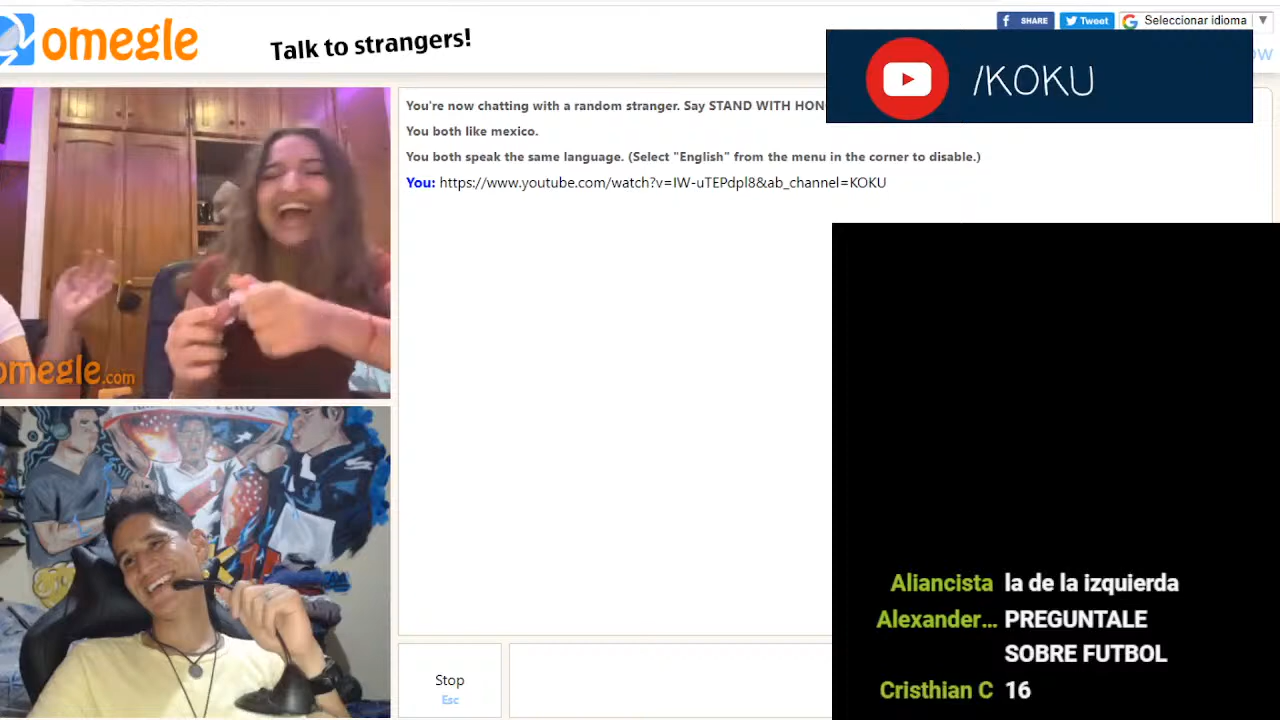 omegle
Talk to strangers!
SHARE
Tweet
Seleccionar idioma
/KOKU
You're now chatting with a random stranger. Say STAND WITH HON
You both like mexico.
You both speak the same language. (Select "English" from the menu in the corner to disable.)
You: https://www.youtube.com/watch?v=IW-uTEPdpl8&ab_channel=KOKU
omegle.com
Aliancista la de la izquierda
Alexander... PREGUNTALE
SOBRE FUTBOL
Cristhian C 16
Stop
Esc